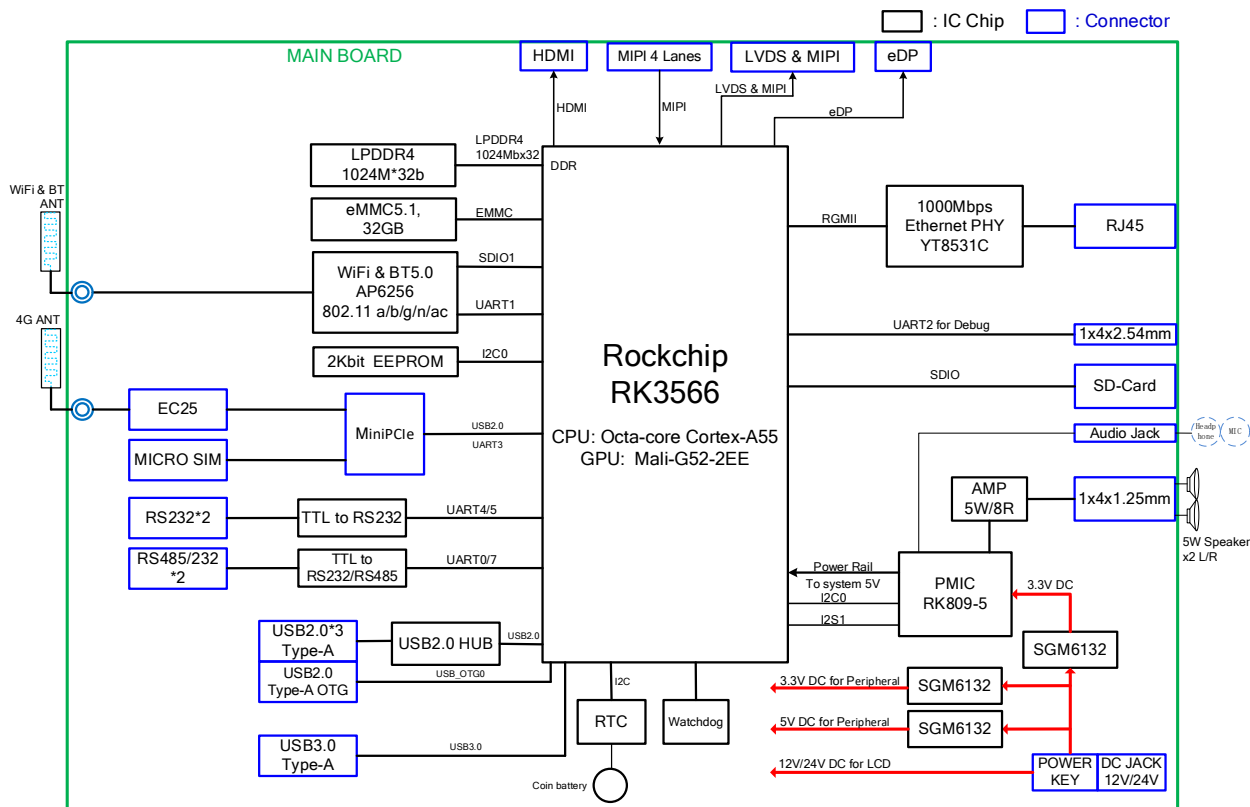 : IC Chip
: Connector
MAIN BOARD
HDMI
MIPI 4 Lanes
LVDS & MIPI
eDP
HDMI
MIPI
LVDS & MIPI
eDP
LPDDR4
1024M*32b
LPDDR4
1024Mbx32
DDR
WiFi & BT
ANT
eMMC5.1,
32GB
EMMC
WiFi & BT5.0
AP6256
802.11 a/b/g/n/ac
SDIO1
UART1
4G ANT
2Kbit EEPROM
I2C0
EC25
MICRO SIM
MiniPCIe
USB2.0
UART3
RS232*2
TTL to RS232
UART4/5
RS485/232
*2
TTL to
RS232/RS485
UART0/7
USB2.0*3
Type-A
USB2.0 HUB
USB2.0
USB2.0
Type-A OTG
USB_OTG0
USB3.0
Type-A
USB3.0
Rockchip
RK3566
CPU: Octa-core Cortex-A55
GPU: Mali-G52-2EE
I2C
RTC
Coin battery
Watchdog
RGMII
1000Mbps
Ethernet PHY
YT8531C
RJ45
UART2 for Debug
1x4x2.54mm
SDIO
SD-Card
Audio Jack
Headp
hone
MIC
AMP
5W/8R
1x4x1.25mm
5W Speaker
x2 L/R
Power Rail
To system 5V
I2C0
I2S1
PMIC
RK809-5
3.3V DC
SGM6132
3.3V DC for Peripheral
SGM6132
5V DC for Peripheral
SGM6132
12V/24V DC for LCD
POWER
KEY
DC JACK
12V/24V